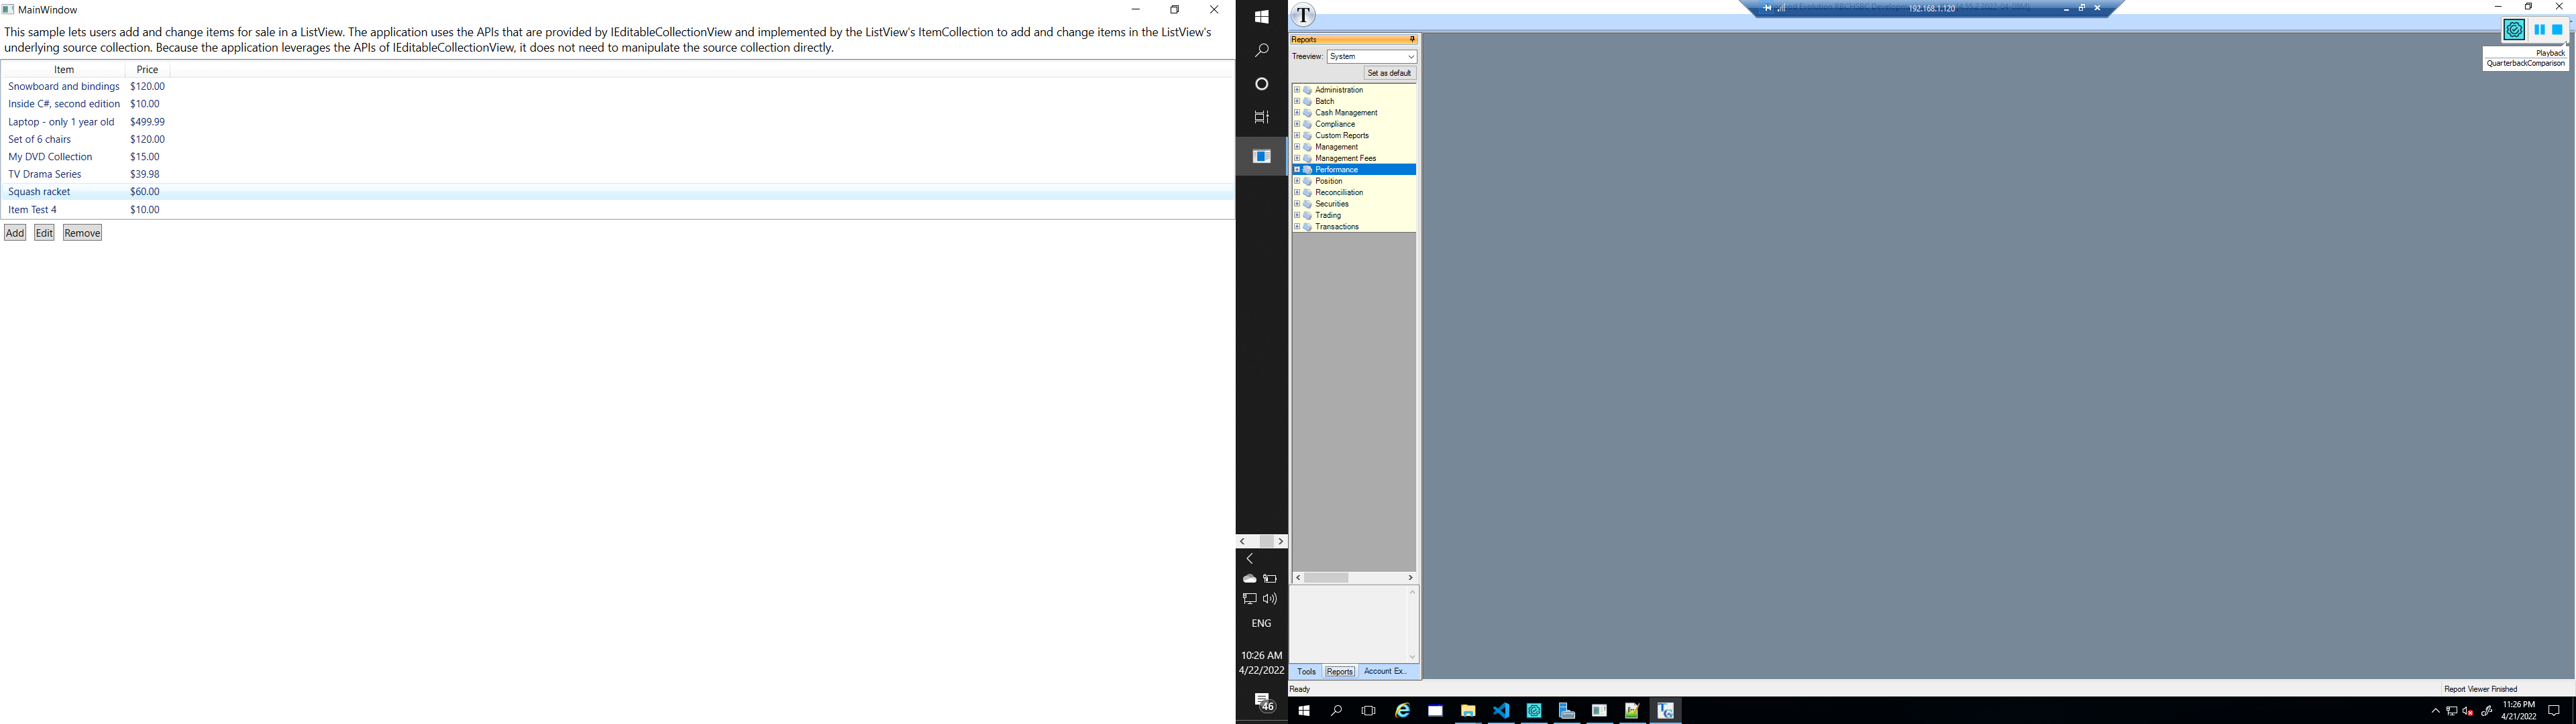 MainWindow
This sample lets users add and change items for sale in a ListView. The application uses the APIs that are provided by IEditableCollectionView and implemented by the ListView's ItemCollection to add and change items in the ListView's
underlying source collection. Because the application leverages the APIs of IEditableCollectionView, it does not need to manipulate the source collection directly.
Item Price
Snowboard and bindings $120.00
Inside C#, second edition $10.00
Laptop - only 1 year old $499.99
Set of 6 chairs $120.00
My DVD Collection $15.00
TV Drama Series $39.98
Squash racket $60.00
Item Test 4 $10.00
Add Edit Remove
ENG
10:26 AM
4/22/2022
46
T
192.168.1.120
Reports
Treeview: System
Set as default
Administration
Batch
Cash Management
Compliance
Custom Reports
Management
Management Fees
Performance
Position
Reconciliation
Securities
Trading
Transactions
Tools Reports Account Ex...
Ready
Playback
QuarterbackComparison
Report Viewer Finished
11:26 PM
4/21/2022